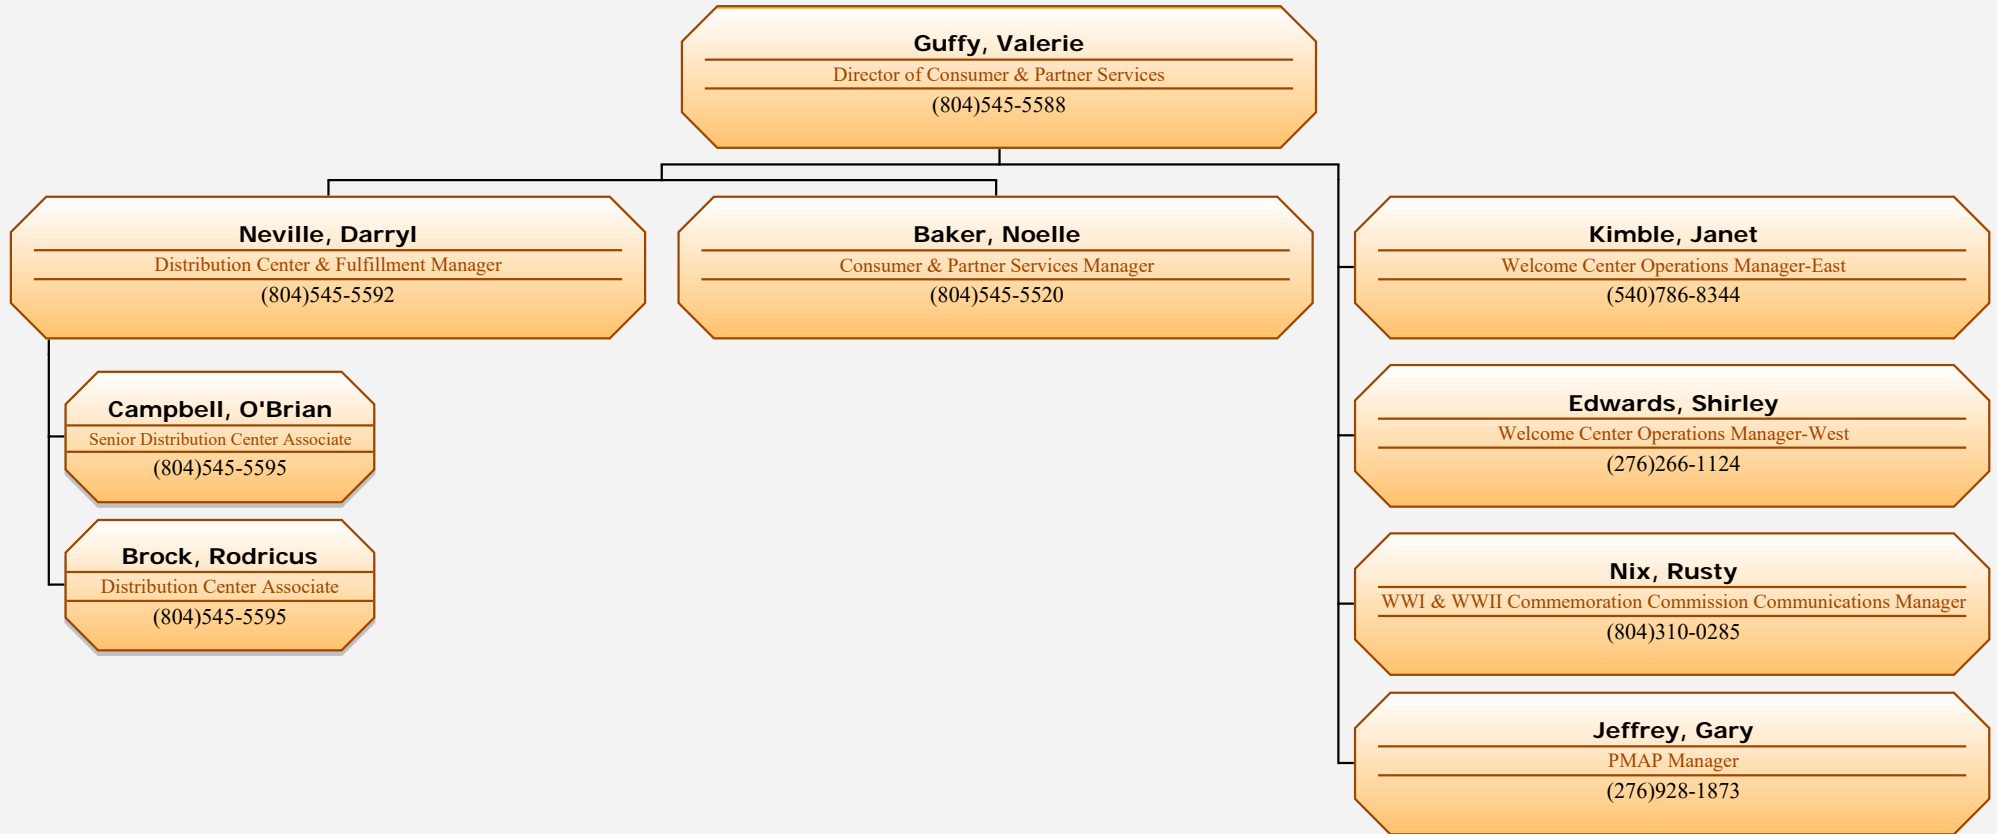 Guffy, Valerie
Director of Consumer & Partner Services
(804)545-5588
Neville, Darryl
Distribution Center & Fulfillment Manager
(804)545-5592
Campbell, O'Brian
Senior Distribution Center Associate
(804)545-5595
Brock, Rodricus
Distribution Center Associate
(804)545-5595
Baker, Noelle
Consumer & Partner Services Manager
(804)545-5520
Kimble, Janet
Welcome Center Operations Manager-East
(540)786-8344
Edwards, Shirley
Welcome Center Operations Manager-West
(276)266-1124
Nix, Rusty
WWI & WWII Commemoration Commission Communications Manager
(804)310-0285
Jeffrey, Gary
PMAP Manager
(276)928-1873